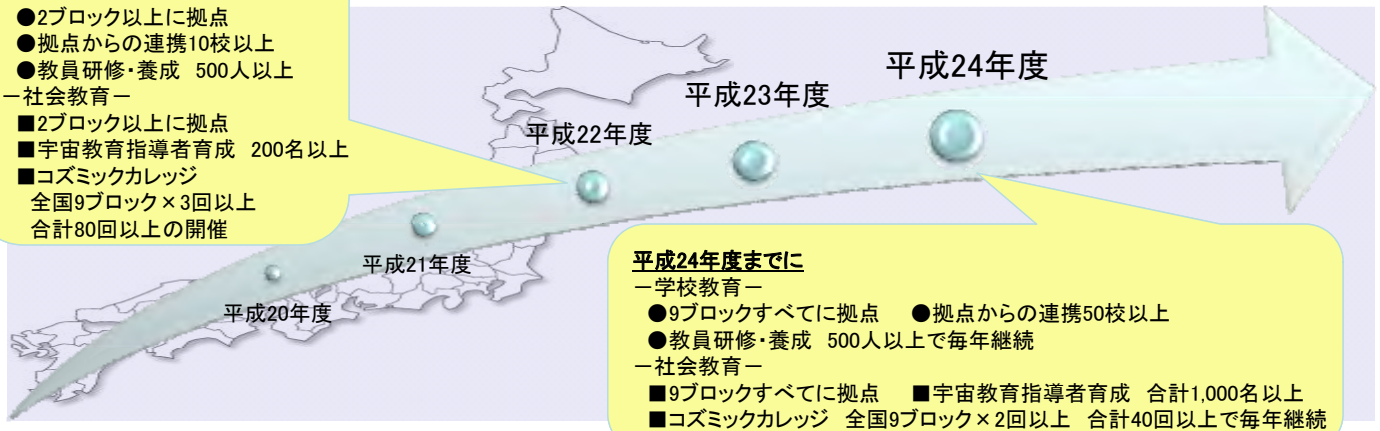 ●2ブロック以上に拠点
●拠点からの連携10校以上
●教員研修・養成 500人以上
－社会教育－
■2ブロック以上に拠点
■宇宙教育指導者育成 200名以上
■コズミックカレッジ
全国9ブロック×3回以上
合計80回以上の開催
平成20年度
平成21年度
平成22年度
平成23年度
平成24年度
平成24年度までに
－学校教育－
●9ブロックすべてに拠点 ●拠点からの連携50校以上
●教員研修・養成 500人以上で毎年継続
－社会教育－
■9ブロックすべてに拠点 ■宇宙教育指導者育成 合計1,000名以上
■コズミックカレッジ 全国9ブロック×2回以上 合計40回以上で毎年継続